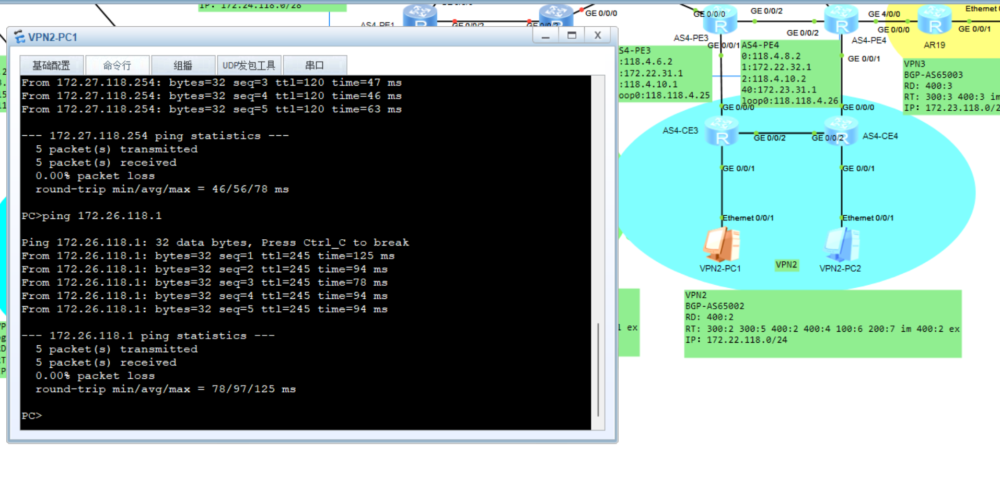 IP: 172.24.118.0/28
AS4-PE1
GE 0/0/2
GE 0/0/2
GE 0/0/0
GE 0/0/0
GE 0/0/2
GE 4/0/0
Ethernet
GE 0/0/2
GE 0/0/0
GE 0/0/1
AS4-PE3
AS4-PE4
AR19
GE 0/0/1
GE 0/0/1
VPN2-PC1
基础配置
命令行
组播
UDP发包工具
串口
From 172.27.118.254: bytes=32 seq=3 ttl=120 time=47 ms
From 172.27.118.254: bytes=32 seq=4 ttl=120 time=46 ms
From 172.27.118.254: bytes=32 seq=5 ttl=120 time=63 ms
--- 172.27.118.254 ping statistics ---
5 packet(s) transmitted
5 packet(s) received
0.00% packet loss
round-trip min/avg/max = 46/56/78 ms
PC>ping 172.26.118.1
Ping 172.26.118.1: 32 data bytes, Press Ctrl_C to break
From 172.26.118.1: bytes=32 seq=1 ttl=245 time=125 ms
From 172.26.118.1: bytes=32 seq=2 ttl=245 time=94 ms
From 172.26.118.1: bytes=32 seq=3 ttl=245 time=78 ms
From 172.26.118.1: bytes=32 seq=4 ttl=245 time=94 ms
From 172.26.118.1: bytes=32 seq=5 ttl=245 time=94 ms
--- 172.26.118.1 ping statistics ---
5 packet(s) transmitted
5 packet(s) received
0.00% packet loss
round-trip min/avg/max = 78/97/125 ms
PC>
S4-PE3
:118.4.6.2
:172.22.31.1
:118.4.10.1
oop0:118.118.4.25
AS4-PE4
0:118.4.8.2
1:172.22.32.1
2:118.4.10.2
40:172.23.31.1
loop0:118.118.4.26
VPN3
BGP-AS65003
RD: 400:3
RT: 300:3 400:3 im
IP: 172.23.118.0/2
GE 0/0/0
GE 0/0/0
AS4-CE3
GE 0/0/2
GE 0/0/2
AS4-CE4
GE 0/0/1
GE 0/0/1
Ethernet 0/0/1
Ethernet 0/0/1
VPN2-PC1
VPN2
VPN2-PC2
VPN2
BGP-AS65002
RD: 400:2
RT: 300:2 300:5 400:2 400:4 100:6 200:7 im 400:2 ex
IP: 172.22.118.0/24
1 ex